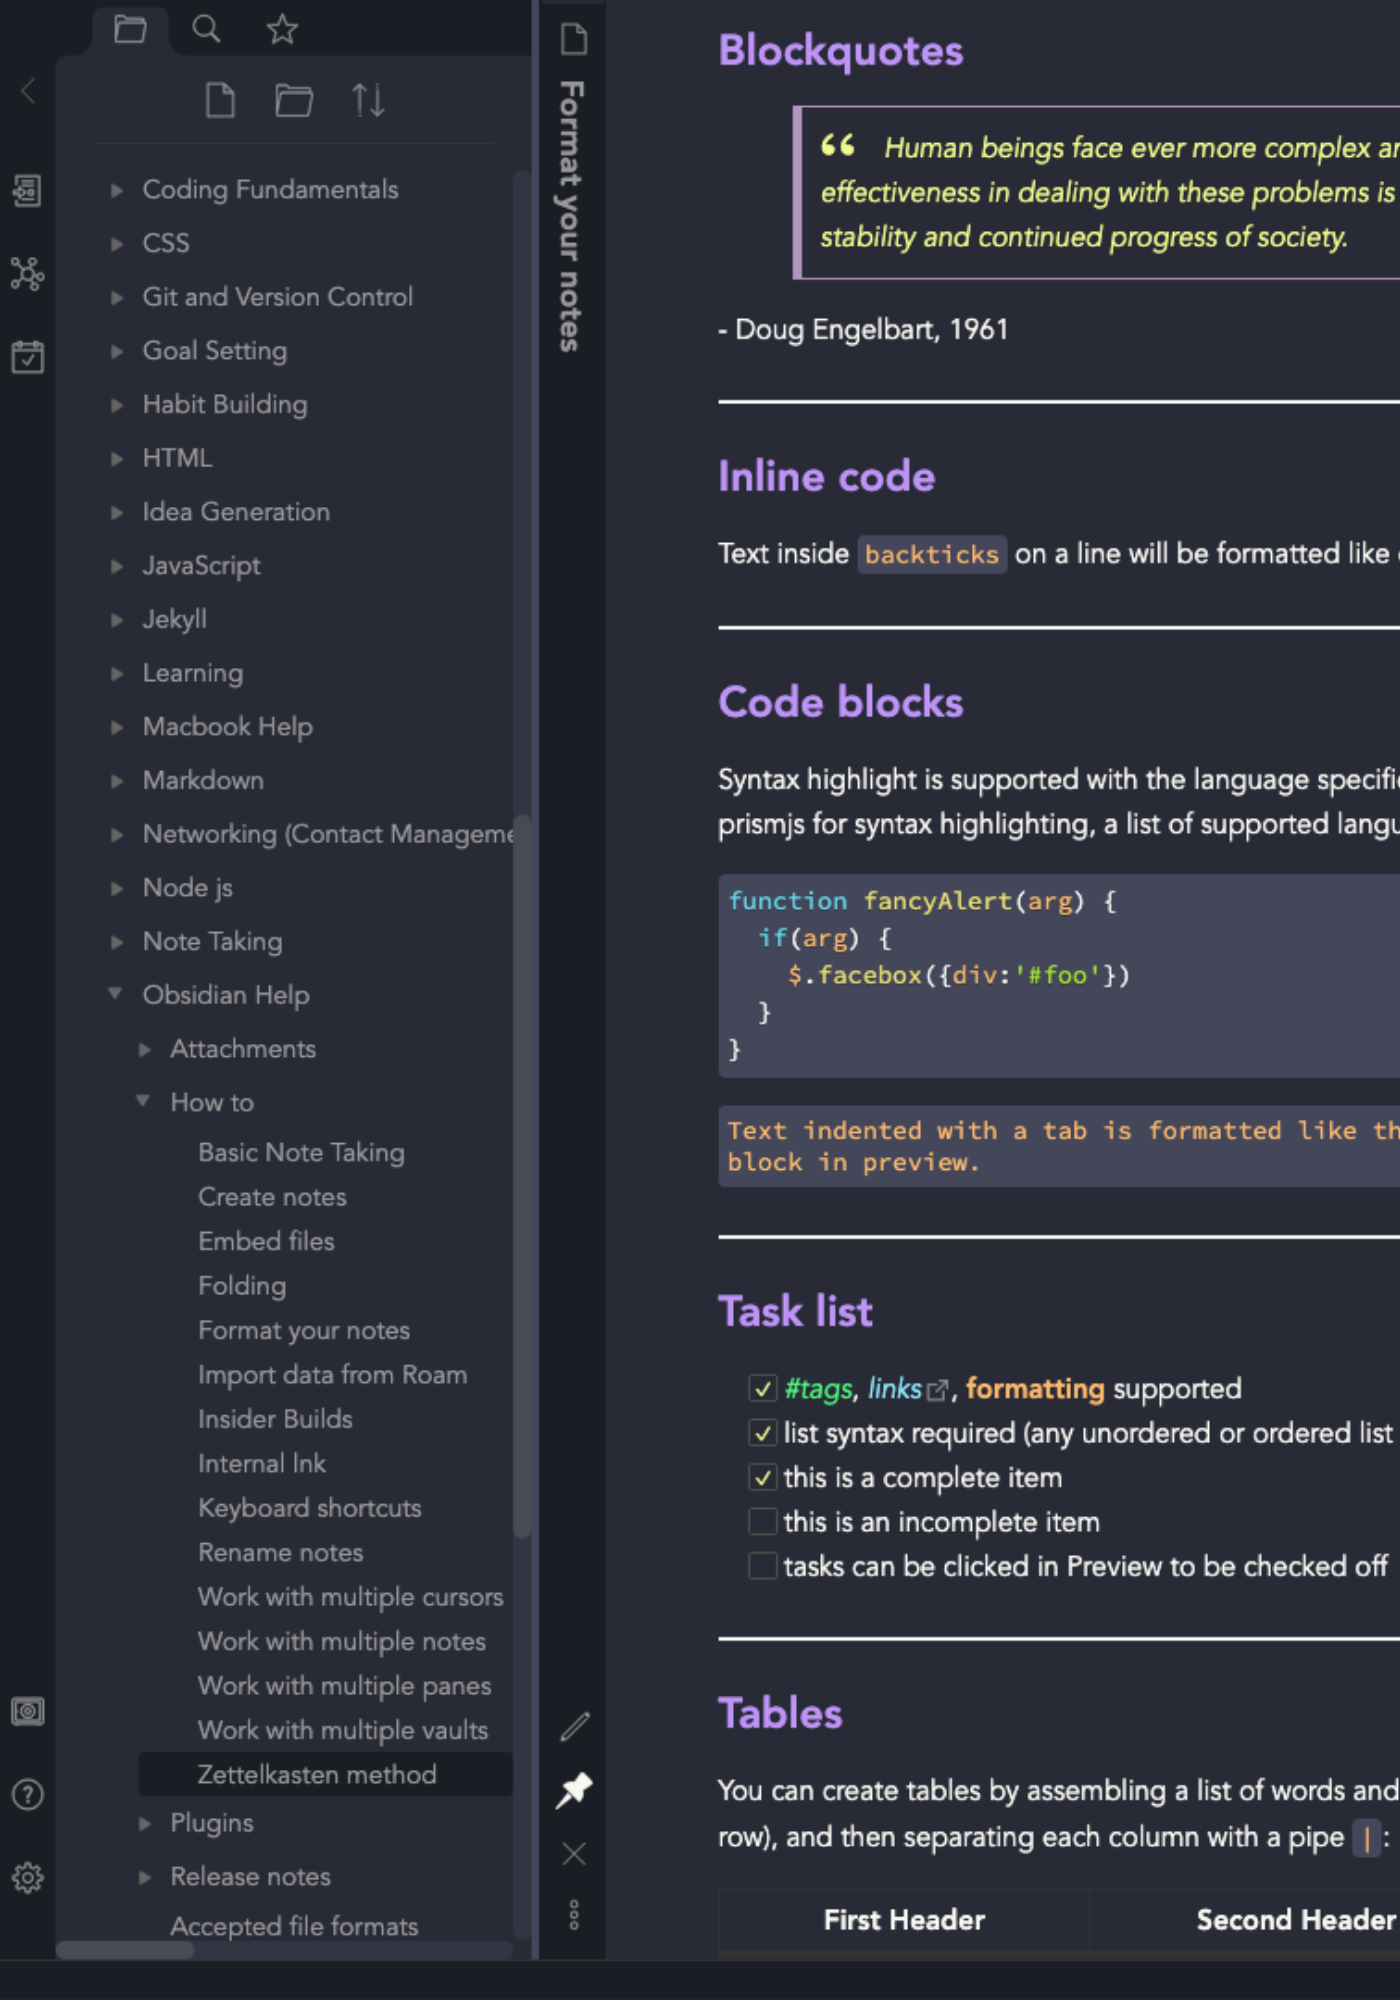 Coding Fundamentals
CSS
Git and Version Control
Goal Setting
Habit Building
HTML
Idea Generation
JavaScript
Jekyll
Learning
Macbook Help
Markdown
Networking (Contact Manageme
Node js
Note Taking
Obsidian Help
Attachments
How to
Basic Note Taking
Create notes
Embed files
Folding
Format your notes
Import data from Roam
Insider Builds
Internal lnk
Keyboard shortcuts
Rename notes
Work with multiple cursors
Work with multiple notes
Work with multiple panes
Work with multiple vaults
Zettelkasten method
Plugins
Release notes
Accepted file formats
Format your notes
Blockquotes
“ Human beings face ever more complex an
effectiveness in dealing with these problems is
stability and continued progress of society.
- Doug Engelbart, 1961
Inline code
Text inside backticks on a line will be formatted like
Code blocks
Syntax highlight is supported with the language specifi
prismjs for syntax highlighting, a list of supported langu
function fancyAlert(arg) {
if(arg) {
$.facebox({div:'#foo'})
}
}
Text indented with a tab is formatted like th
block in preview.
Task list
#tags, links, formatting supported
list syntax required (any unordered or ordered list
this is a complete item
this is an incomplete item
tasks can be clicked in Preview to be checked off
Tables
You can create tables by assembling a list of words and
row), and then separating each column with a pipe | :
First Header Second Header